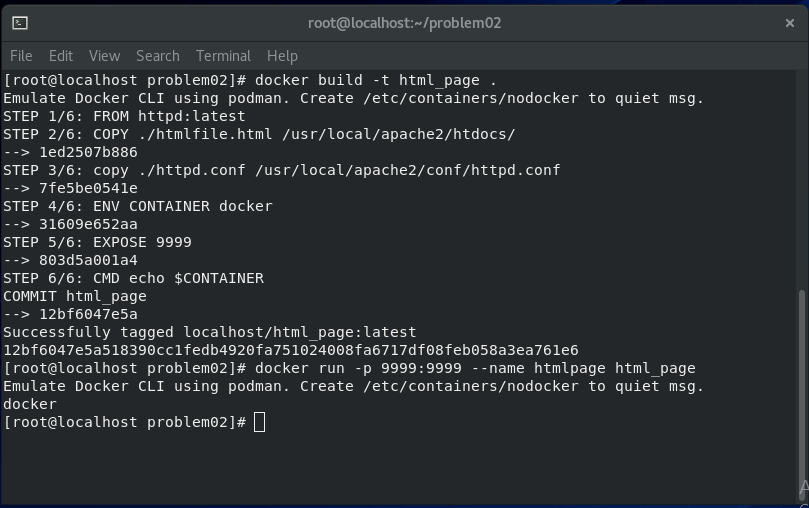 root@localhost:~/problem02
File Edit View Search Terminal Help
[root@localhost problem02]# docker build -t html_page .
Emulate Docker CLI using podman. Create /etc/containers/nodocker to quiet msg.
STEP 1/6: FROM httpd:latest
STEP 2/6: COPY ./htmlfile.html /usr/local/apache2/htdocs/
--> 1ed2507b886
STEP 3/6: copy ./httpd.conf /usr/local/apache2/conf/httpd.conf
--> 7fe5be0541e
STEP 4/6: ENV CONTAINER docker
--> 31609e652aa
STEP 5/6: EXPOSE 9999
--> 803d5a001a4
STEP 6/6: CMD echo $CONTAINER
COMMIT html_page
--> 12bf6047e5a
Successfully tagged localhost/html_page:latest
12bf6047e5a518390cc1fedb4920fa751024008fa6717df08feb058a3ea761e6
[root@localhost problem02]# docker run -p 9999:9999 --name htmlpage html_page
Emulate Docker CLI using podman. Create /etc/containers/nodocker to quiet msg.
docker
[root@localhost problem02]#